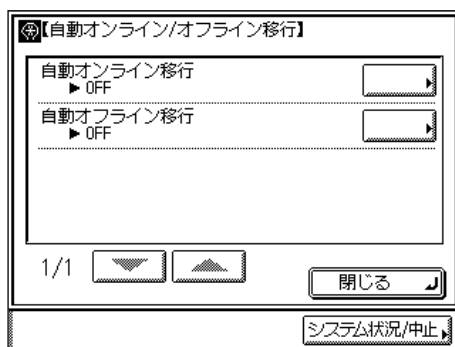 【自動オンライン/オフライン移行】
自動オンライン移行
▶ OFF
自動オフライン移行
▶ OFF
1/1
閉じる
システム状況/中止